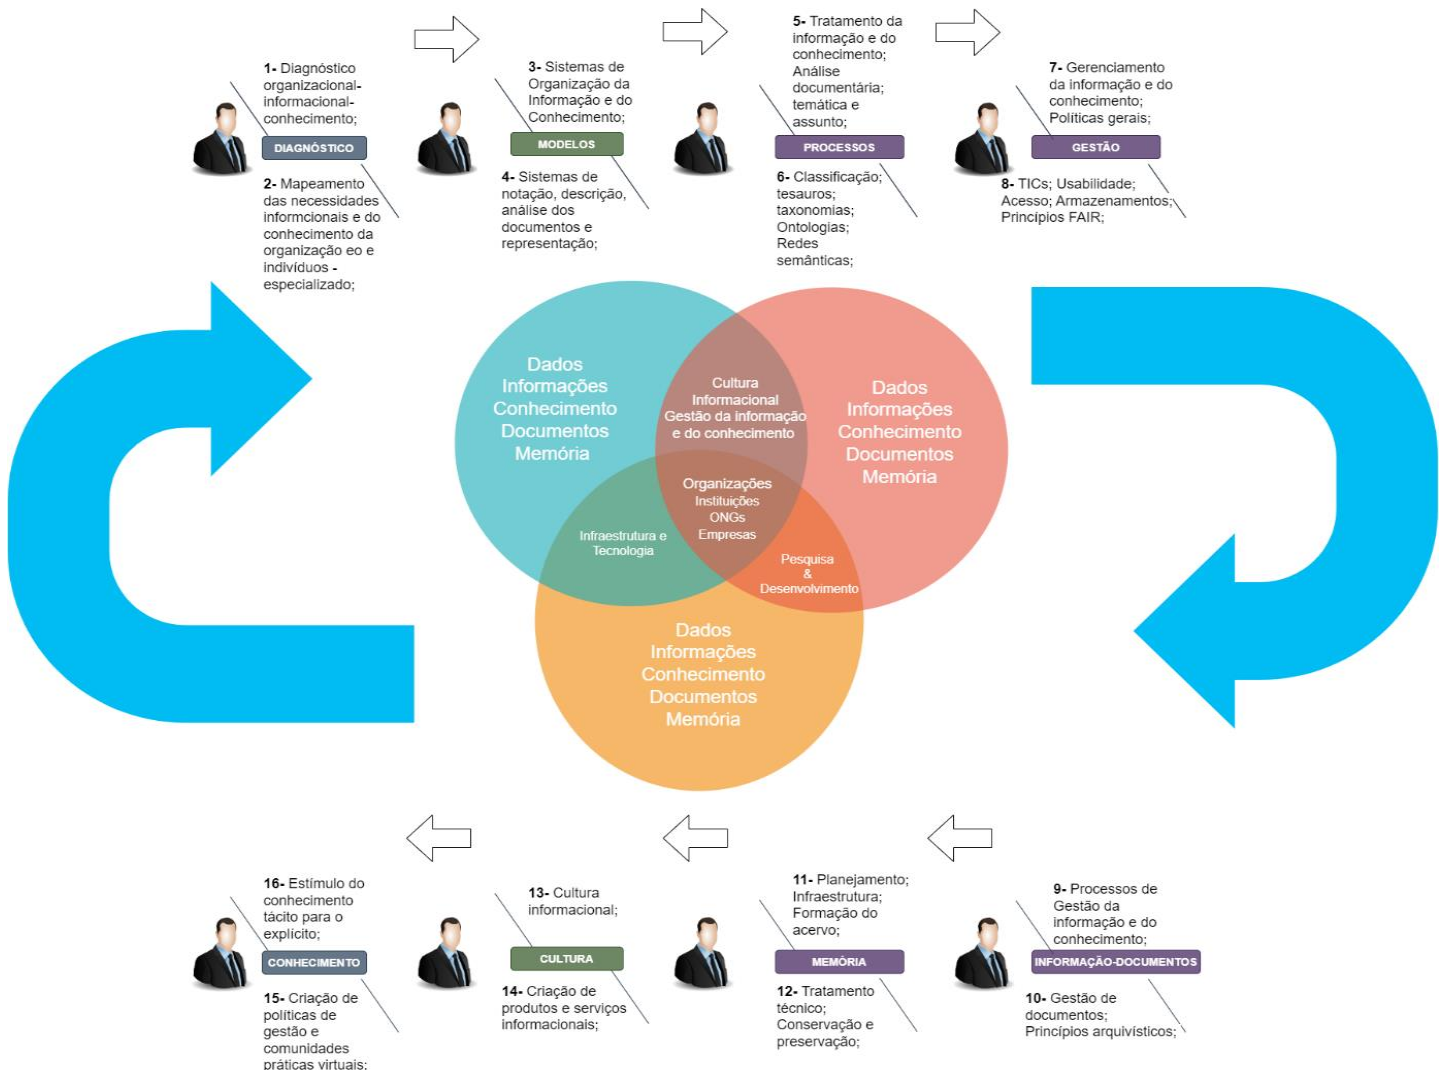 1- Diagnóstico
organizacional-
informacional-
conhecimento;
DIAGNÓSTICO
2- Mapeamento
das necessidades
informcionais e do
conhecimento da
organização eo e
indivíduos -
especializado;
3- Sistemas de
Organização da
Informação e do
Conhecimento;
MODELOS
4- Sistemas de
notação, descrição,
análise dos
documentos e
representação;
5- Tratamento da
informação e do
conhecimento;
Análise
documentária;
temática e
assunto;
PROCESSOS
6- Classificação;
tesauros;
taxonomias;
Ontologias;
Redes
semânticas;
7- Gerenciamento
da informação e do
conhecimento;
Políticas gerais;
GESTÃO
8- TICs; Usabilidade;
Acesso; Armazenamentos;
Princípios FAIR;
Dados
Informações
Conhecimento
Documentos
Memória
Cultura
Informacional
Gestão da informação
e do conhecimento
Dados
Informações
Conhecimento
Documentos
Memória
Organizações
Instituições
ONGs
Empresas
Infraestrutura e
Tecnologia
Pesquisa
&
Desenvolvimento
Dados
Informações
Conhecimento
Documentos
Memória
16- Estímulo do
conhecimento
tácito para o
explícito;
CONHECIMENTO
15- Criação de
políticas de
gestão e
comunidades
práticas virtuais;
13- Cultura
informacional;
CULTURA
14- Criação de
produtos e serviços
informacionais;
11- Planejamento;
Infraestrutura;
Formação do
acervo;
MEMÓRIA
12- Tratamento
técnico;
Conservação e
preservação;
9- Processos de
Gestão da
informação e do
conhecimento;
INFORMAÇÃO-DOCUMENTOS
10- Gestão de
documentos;
Princípios arquivísticos;